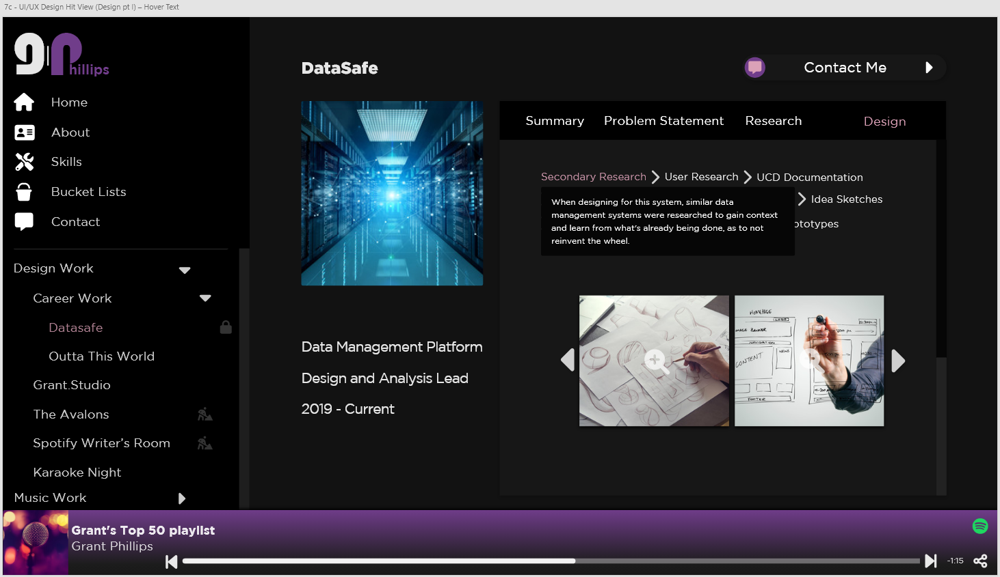 7c - UI/UX Design Hit View (Design pt I) – Hover Text
g|P
hillips
Home
About
Skills
Bucket Lists
Contact
Design Work
Career Work
Datasafe
Outta This World
Grant.Studio
The Avalons
Spotify Writer’s Room
Karaoke Night
Music Work
DataSafe
Contact Me
Data Management Platform
Design and Analysis Lead
2019 - Current
Summary Problem Statement Research Design
Secondary Research User Research UCD Documentation
Idea Sketches
ototypes
When designing for this system, similar data
management systems were researched to gain context
and learn from what's already being done, as to not
reinvent the wheel.
HOMEPAGE
LOGO
IMAGE BANNER
NAVIGATION
CONTENT
NEWS
FOOTER
Grant's Top 50 playlist
Grant Phillips
-1:15